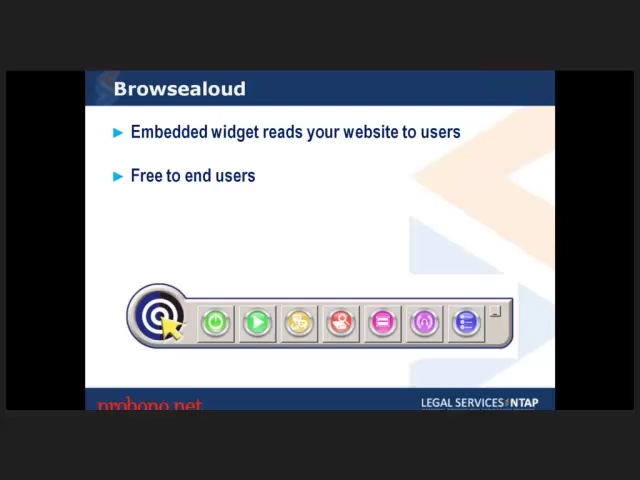 Browsealoud
► Embedded widget reads your website to users
► Free to end users
probono.net
LEGAL SERVICES NTAP